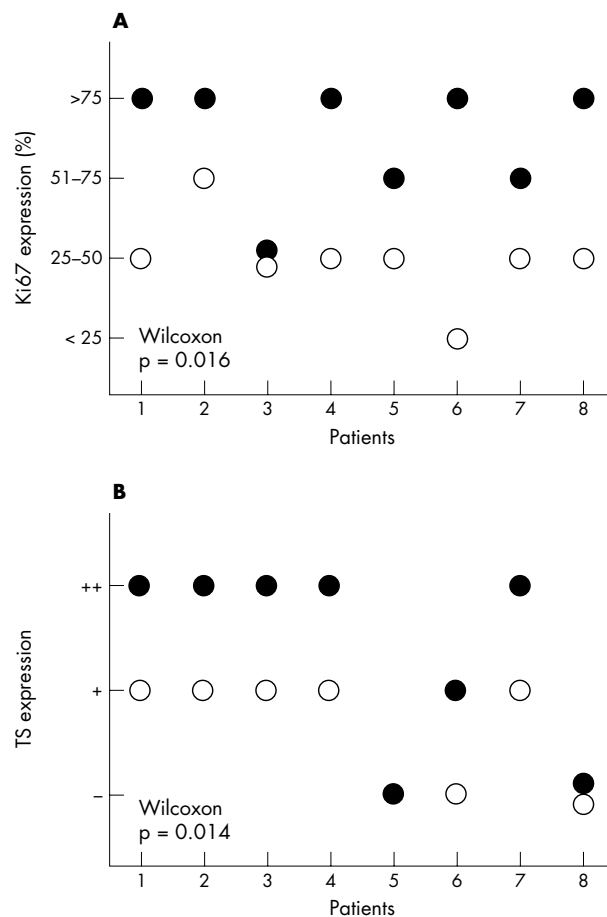 A
Ki67 expression (%)
>75
51–75
25–50
< 25
Wilcoxon
p = 0.016
1 2 3 4 5 6 7 8
Patients
B
TS expression
++
+
–
Wilcoxon
p = 0.014
1 2 3 4 5 6 7 8
Patients